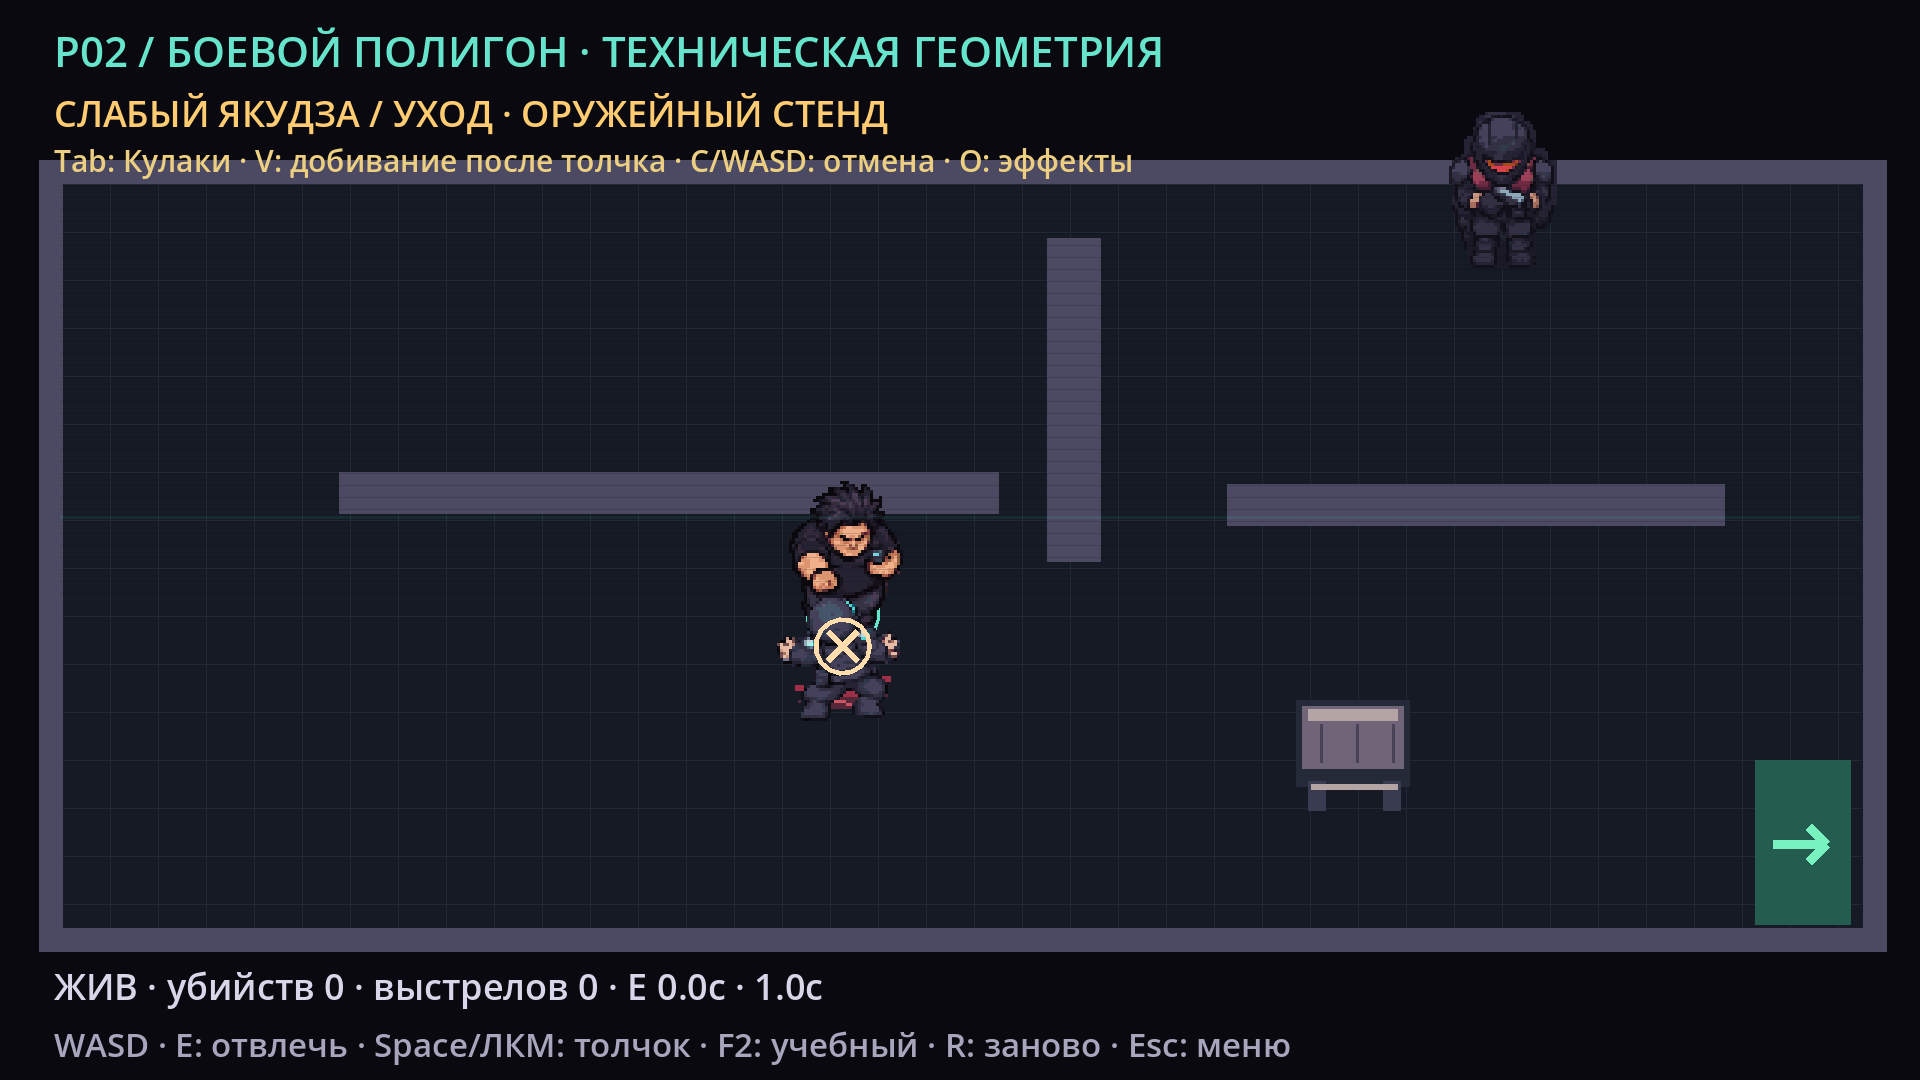 P02 / БОЕВОЙ ПОЛИГОН · ТЕХНИЧЕСКАЯ ГЕОМЕТРИЯ
СЛАБЫЙ ЯКУДЗА / УХОД · ОРУЖЕЙНЫЙ СТЕНД
Tab: Кулаки · V: добивание после толчка · C/WASD: отмена · O: эффекты
ЖИВ · убийств 0 · выстрелов 0 · E 0.0с · 1.0с
WASD · E: отвлечь · Space/ЛКМ: толчок · F2: учебный · R: заново · Esc: меню